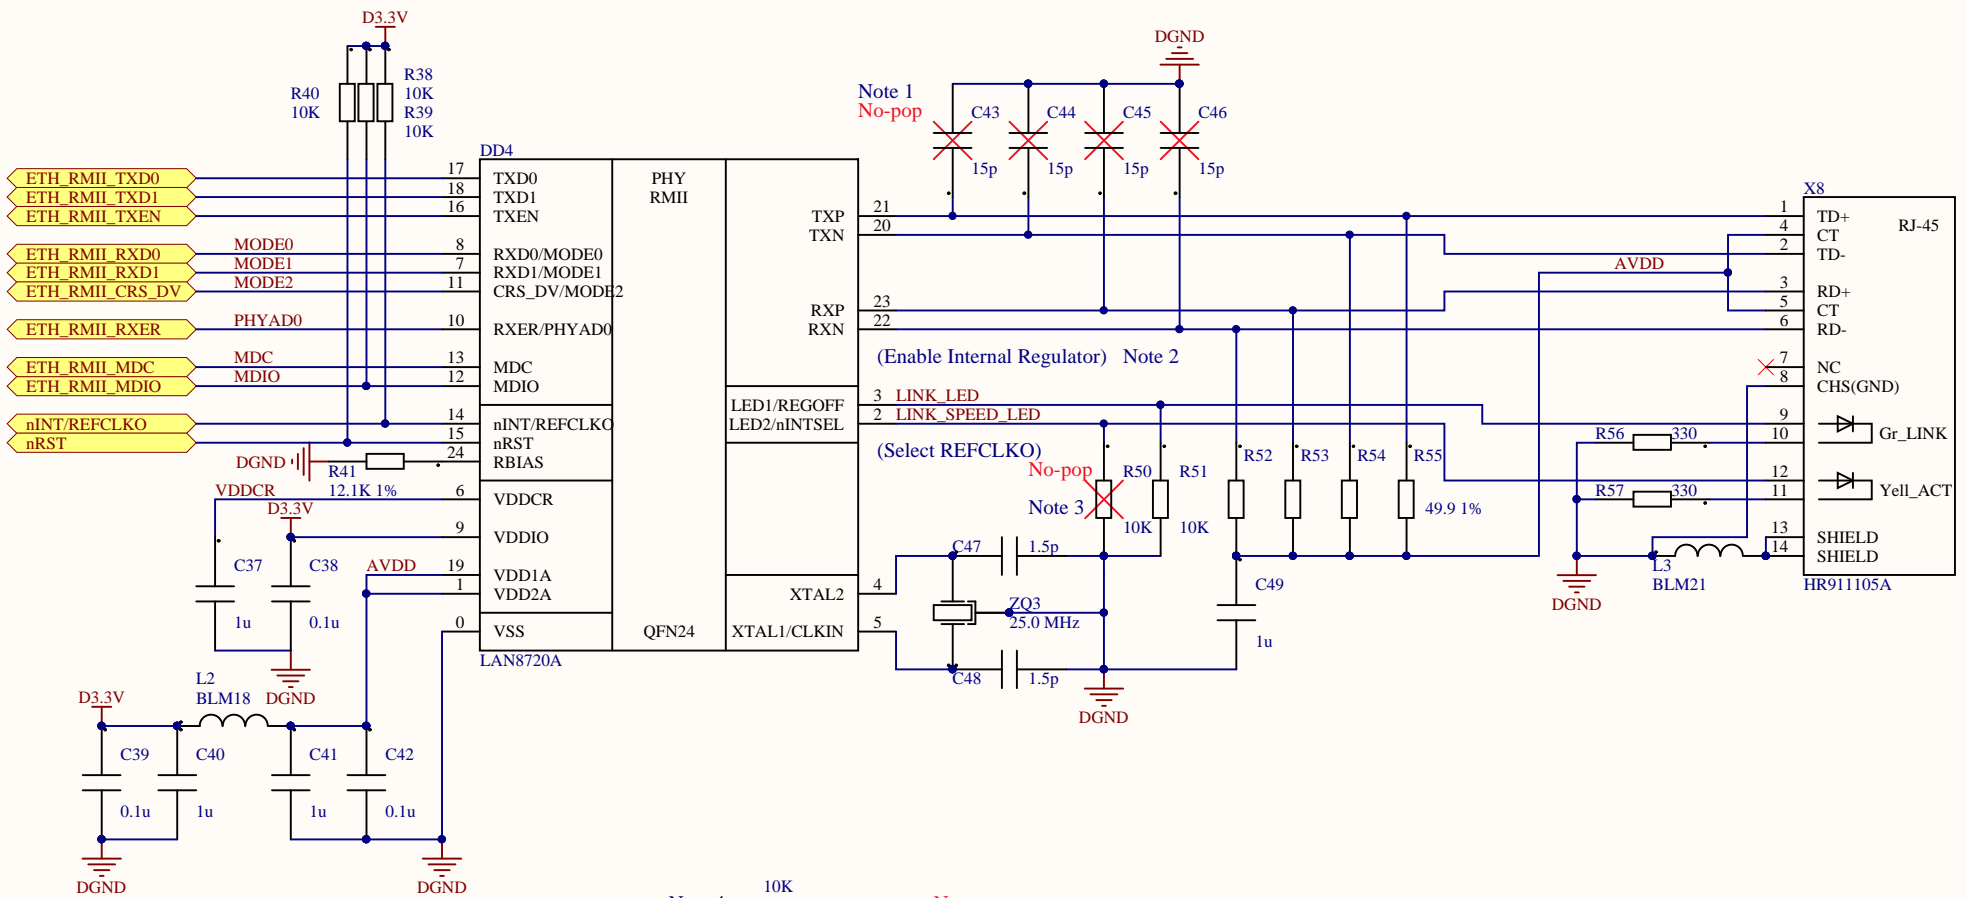 D3.3V
R40
10K
R38
10K
R39
10K
DD4
ETH_RMII_TXD0
ETH_RMII_TXD1
ETH_RMII_TXEN
ETH_RMII_RXD0
ETH_RMII_RXD1
ETH_RMII_CRS_DV
ETH_RMII_RXER
ETH_RMII_MDC
ETH_RMII_MDIO
nINT/REFCLKO
nRST
MODE0
MODE1
MODE2
PHYAD0
MDC
MDIO
DGND
R41
12.1K 1%
VDDCR
D3.3V
AVDD
17
18
16
8
7
11
10
13
12
14
15
24
6
9
19
1
0
TXD0
TXD1
TXEN
RXD0/MODE0
RXD1/MODE1
CRS_DV/MODE2
RXER/PHYAD0
MDC
MDIO
nINT/REFCLKO
nRST
RBIAS
VDDCR
VDDIO
VDD1A
VDD2A
VSS
PHY
RMII
QFN24
LAN8720A
TXP
TXN
RXP
RXN
LED1/REGOFF
LED2/nINTSEL
XTAL2
XTAL1/CLKIN
21
20
23
22
3
2
4
5
C37
1u
C38
0.1u
DGND
L2
BLM18
D3.3V
C39
0.1u
C40
1u
C41
1u
C42
0.1u
DGND
DGND
DGND
Note 1
No-pop
C43
15p
C44
15p
C45
15p
C46
15p
(Enable Internal Regulator) Note 2
LINK_LED
LINK_SPEED_LED
(Select REFCLKO)
No-pop
Note 3
R50
10K
R51
10K
R52
R53
R54
R55
49.9 1%
C47
1.5p
ZQ3
25.0 MHz
C48
1.5p
DGND
C49
1u
AVDD
X8
RJ-45
1
4
2
3
5
6
7
8
9
10
12
11
13
14
TD+
CT
TD-
RD+
CT
RD-
NC
CHS(GND)
Gr_LINK
Yell_ACT
SHIELD
SHIELD
HR911105A
R56
330
R57
330
L3
BLM21
DGND
10K